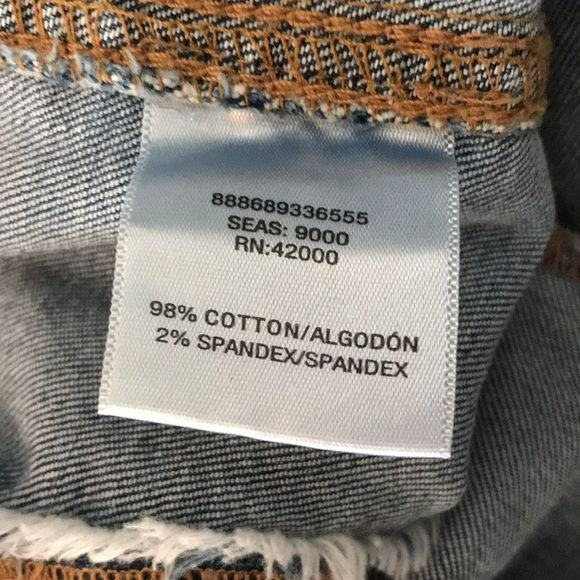 888689336555
SEAS: 9000
RN:42000
98% COTTON/ALGODÓN
2% SPANDEX/SPANDEX